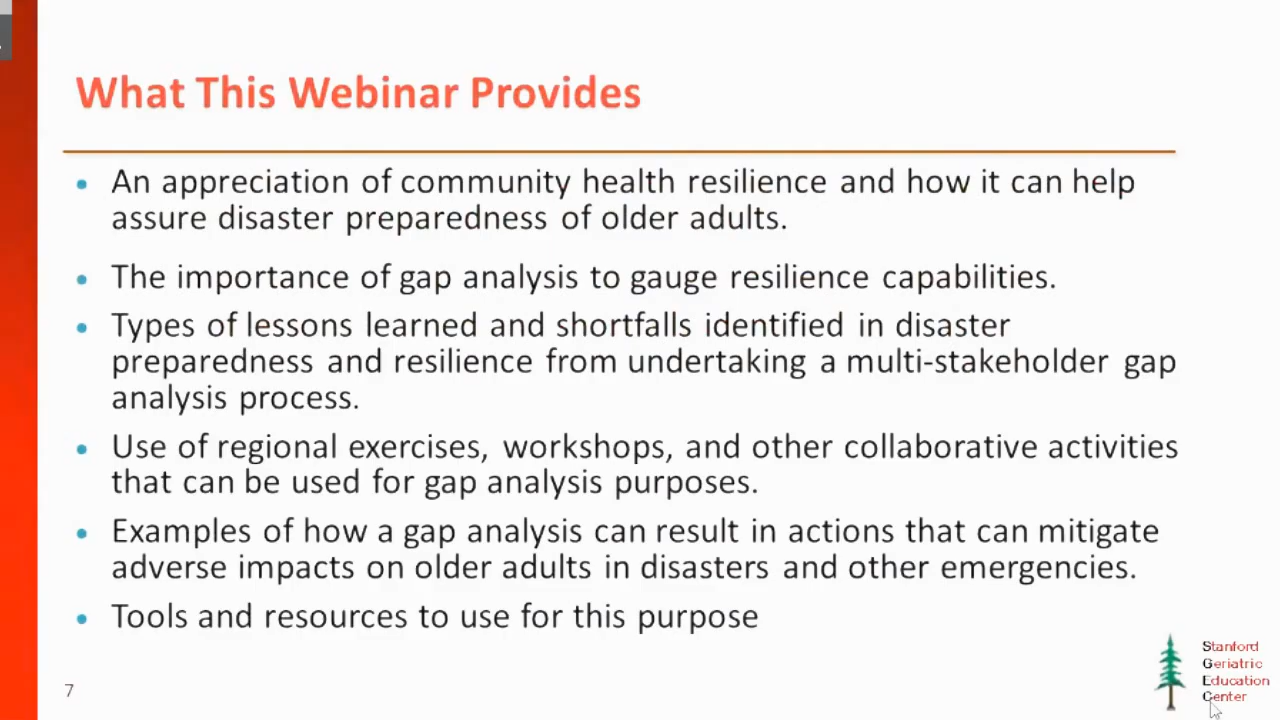 What This Webinar Provides
• An appreciation of community health resilience and how it can help
assure disaster preparedness of older adults.
• The importance of gap analysis to gauge resilience capabilities.
• Types of lessons learned and shortfalls identified in disaster
preparedness and resilience from undertaking a multi-stakeholder gap
analysis process.
• Use of regional exercises, workshops, and other collaborative activities
that can be used for gap analysis purposes.
• Examples of how a gap analysis can result in actions that can mitigate
adverse impacts on older adults in disasters and other emergencies.
• Tools and resources to use for this purpose
7
Stanford
Geriatric
Education
Center